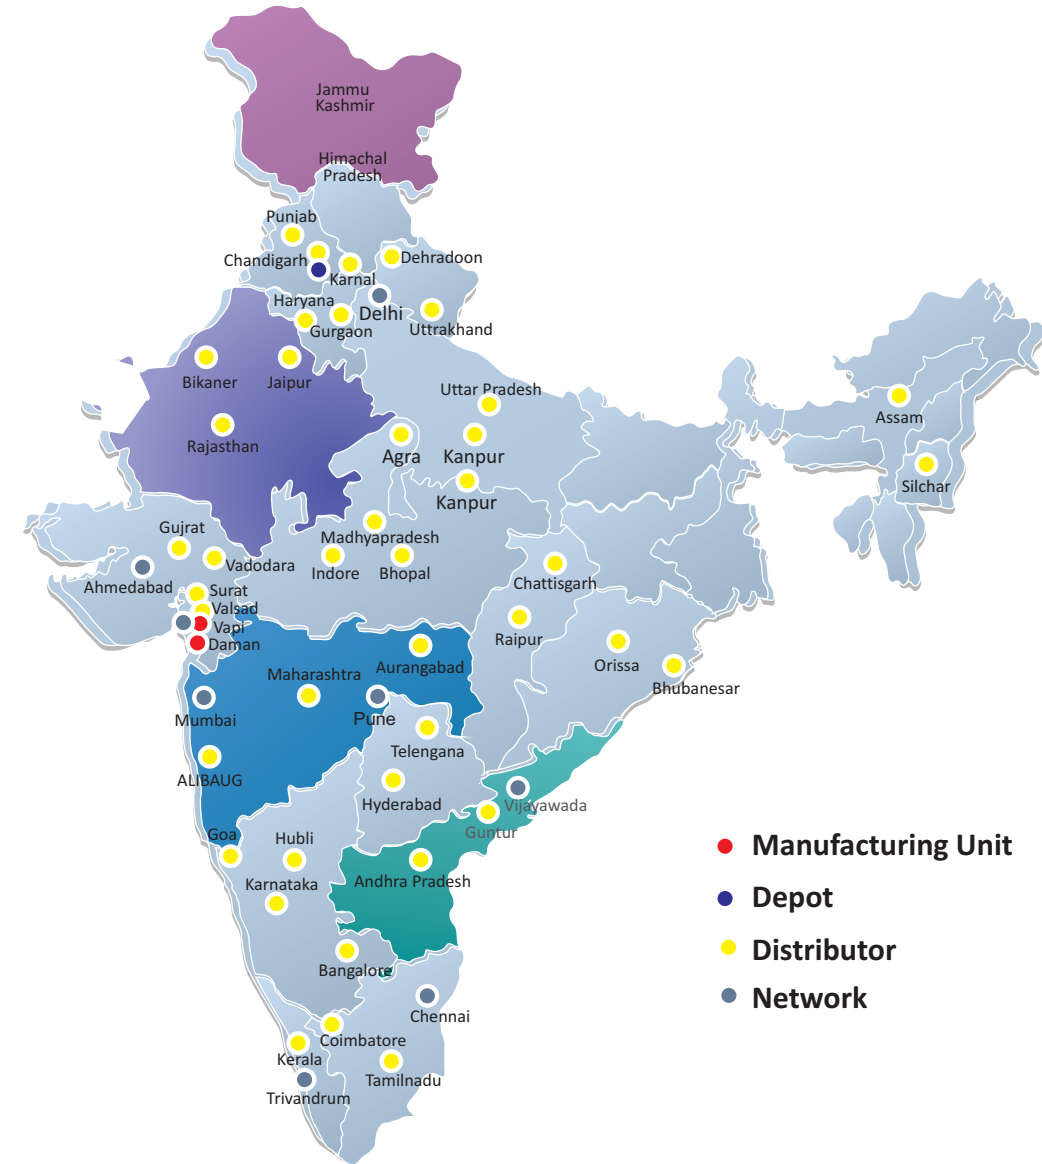 Jammu
Kashmir
Himachal
Pradesh
Punjab
Chandigarh
Karnal
Dehradoon
Haryana
Gurgaon
Delhi
Uttrakhand
Bikaner
Jaipur
Uttar Pradesh
Rajasthan
Agra
Kanpur
Kanpur
Assam
Silchar
Gujrat
Madhyapradesh
Vadodara
Indore
Bhopal
Ahmedabad
Chattisgarh
Surat
Valsad
Vapi
Daman
Raipur
Orissa
Bhubanesar
Maharashtra
Aurangabad
Mumbai
Pune
Telengana
ALIBAUG
Hyderabad
Vijayawada
Guntur
Goa
Hubli
Karnataka
Andhra Pradesh
Bangalore
Chennai
Coimbatore
Kerala
Tamilnadu
Trivandrum
Manufacturing Unit
Depot
Distributor
Network